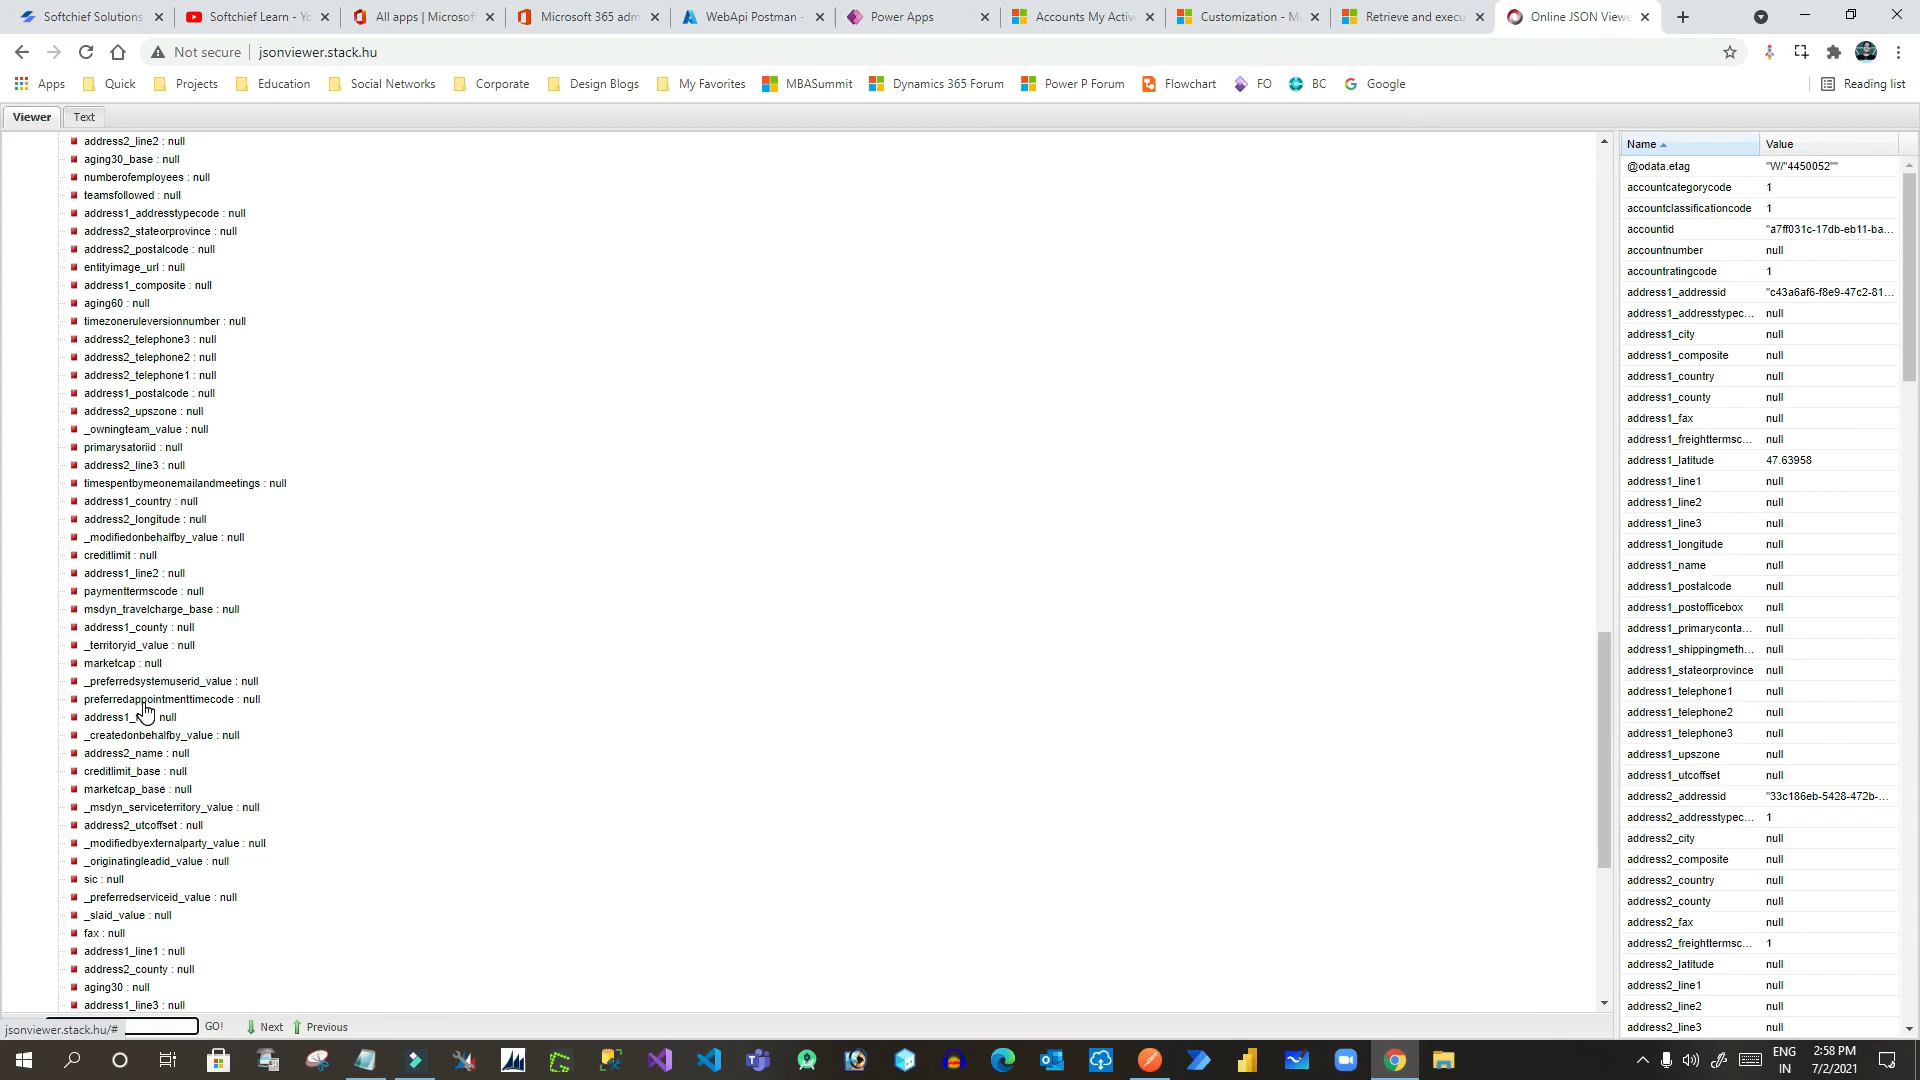 Softchief Solutions
Softchief Learn - Yo
All apps | Microsof
Microsoft 365 adm
WebApi Postman -
Power Apps
Accounts My Activ
Customization - M
Retrieve and execu
Online JSON Viewe
Not secure
jsonviewer.stack.hu
Apps
Quick
Projects
Education
Social Networks
Corporate
Design Blogs
My Favorites
MBASummit
Dynamics 365 Forum
Power P Forum
Flowchart
FO
BC
Google
Reading list
Viewer
Text
address2_line2 : null
aging30_base : null
numberofemployees : null
teamsfollowed : null
address1_addresstypecode : null
address2_stateorprovince : null
address2_postalcode : null
entityimage_url : null
address1_composite : null
aging60 : null
timezoneruleversionnumber : null
address2_telephone3 : null
address2_telephone2 : null
address2_telephone1 : null
address1_postalcode : null
address2_upszone : null
_owningteam_value : null
primarysatoriid : null
address2_line3 : null
timespentbymeonemailandmeetings : null
address1_country : null
address2_longitude : null
_modifiedonbehalfby_value : null
creditlimit : null
address1_line2 : null
paymenttermscode : null
msdyn_travelcharge_base : null
address1_county : null
_territoryid_value : null
marketcap : null
_preferredsystemuserid_value : null
preferredappointmenttimecode : null
address1_ null
_createdonbehalfby_value : null
address2_name : null
creditlimit_base : null
marketcap_base : null
_msdyn_serviceterritory_value : null
address2_utcoffset : null
_modifiedbyexternalparty_value : null
_originatingleadid_value : null
sic : null
_preferredserviceid_value : null
_slaid_value : null
fax : null
address1_line1 : null
address2_county : null
aging30 : null
address1_line3 : null
Name Value
@odata.etag "W/"4450052""
accountcategorycode 1
accountclassificationcode 1
accountid "a7ff031c-17db-eb11-ba...
accountnumber null
accountratingcode 1
address1_addressid "c43a6af6-f8e9-47c2-81...
address1_addresstypec... null
address1_city null
address1_composite null
address1_country null
address1_county null
address1_fax null
address1_freighttermsc... null
address1_latitude 47.63958
address1_line1 null
address1_line2 null
address1_line3 null
address1_longitude null
address1_name null
address1_postalcode null
address1_postofficebox null
address1_primaryconta... null
address1_shippingmeth... null
address1_stateorprovince null
address1_telephone1 null
address1_telephone2 null
address1_telephone3 null
address1_upszone null
address1_utcoffset null
address2_addressid "33c186eb-5428-472b-...
address2_addresstypec... 1
address2_city null
address2_composite null
address2_country null
address2_county null
address2_fax null
address2_freighttermsc... 1
address2_latitude null
address2_line1 null
address2_line2 null
address2_line3 null
jsonviewer.stack.hu/#
GO!
Next
Previous
ENG
IN
2:58 PM
7/2/2021